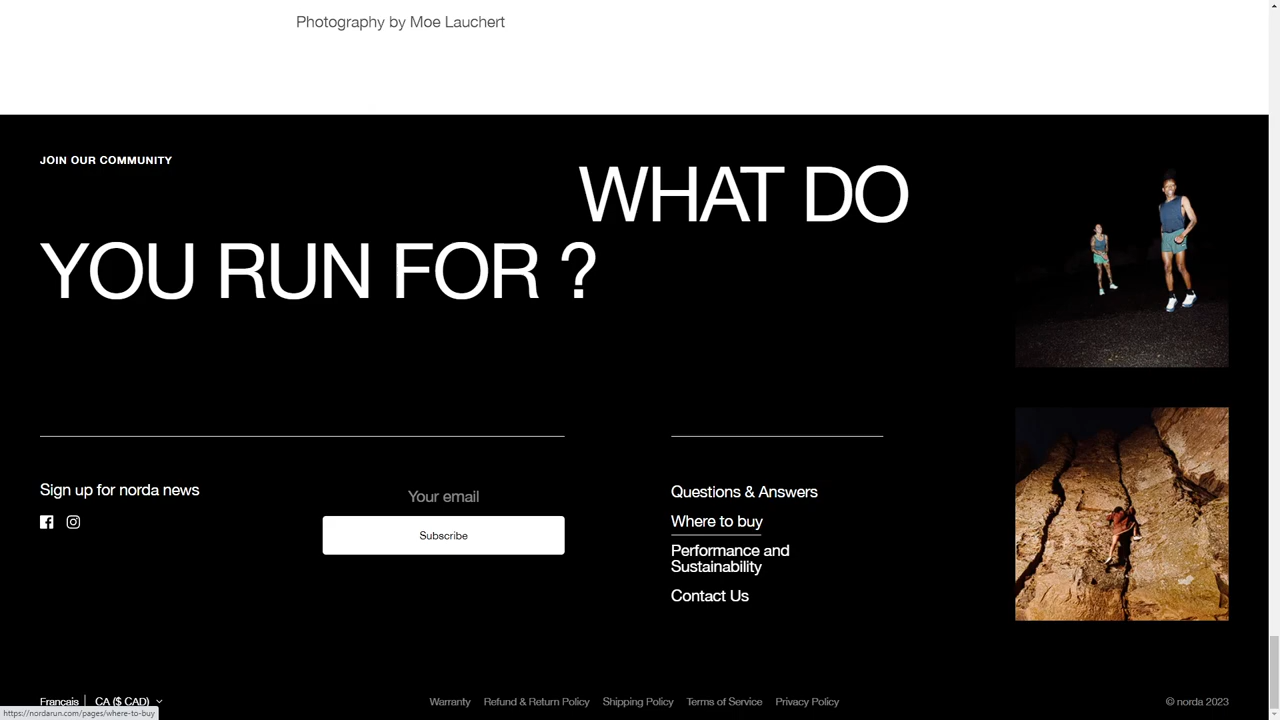 Photography by Moe Lauchert
JOIN OUR COMMUNITY
WHAT DO
YOU RUN FOR ?
Sign up for norda news
Your email
Subscribe
Questions & Answers
Where to buy
Performance and
Sustainability
Contact Us
Français
CA ($ CAD)
Warranty
Refund & Return Policy
Shipping Policy
Terms of Service
Privacy Policy
© norda 2023
https://nordarun.com/pages/where-to-buy